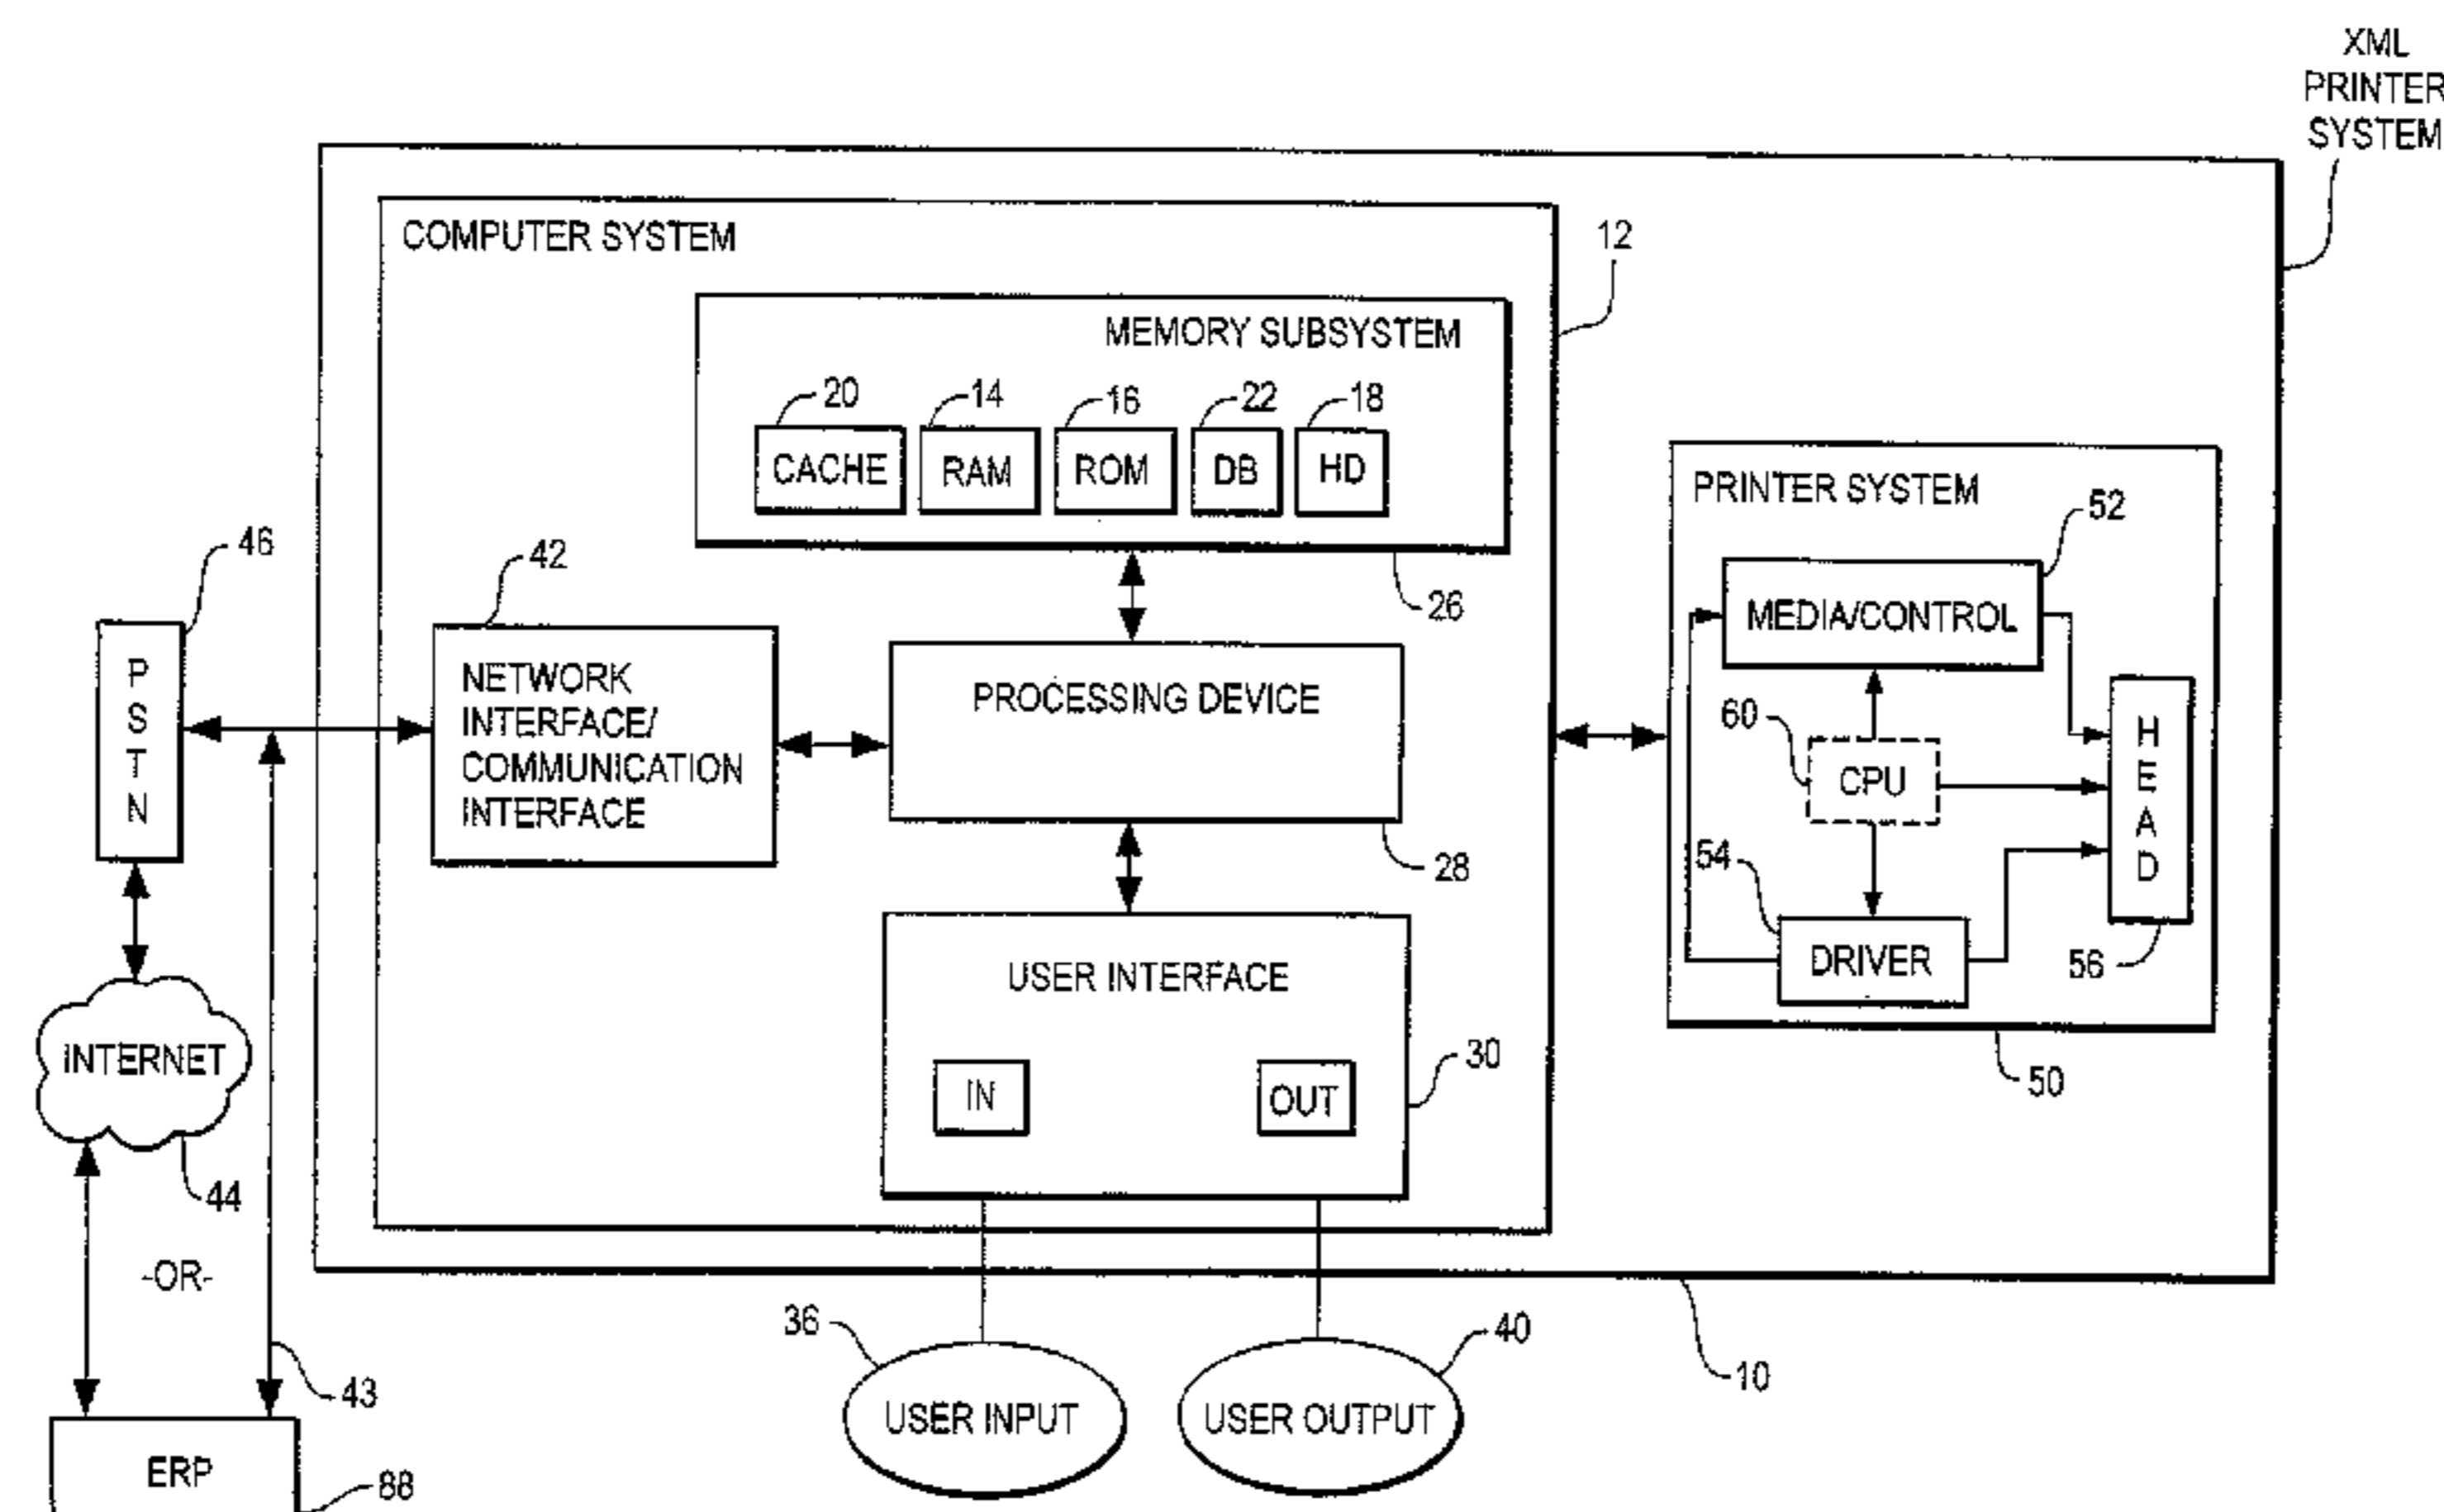 XML
PRINTER
SYSTEM
COMPUTER SYSTEM
12
MEMORY SUBSYSTEM
20
14
16
22
18
CACHE
RAM
ROM
DB
HD
26
PRINTER SYSTEM
52
MEDIA/CONTROL
46
42
P
S
T
N
NETWORK
INTERFACE/
COMMUNICATION
INTERFACE
PROCESSING DEVICE
28
60
CPU
H
E
A
D
54
DRIVER
56
50
USER INTERFACE
IN
OUT
30
INTERNET
44
-OR-
43
36
USER INPUT
40
USER OUTPUT
10
ERP
88